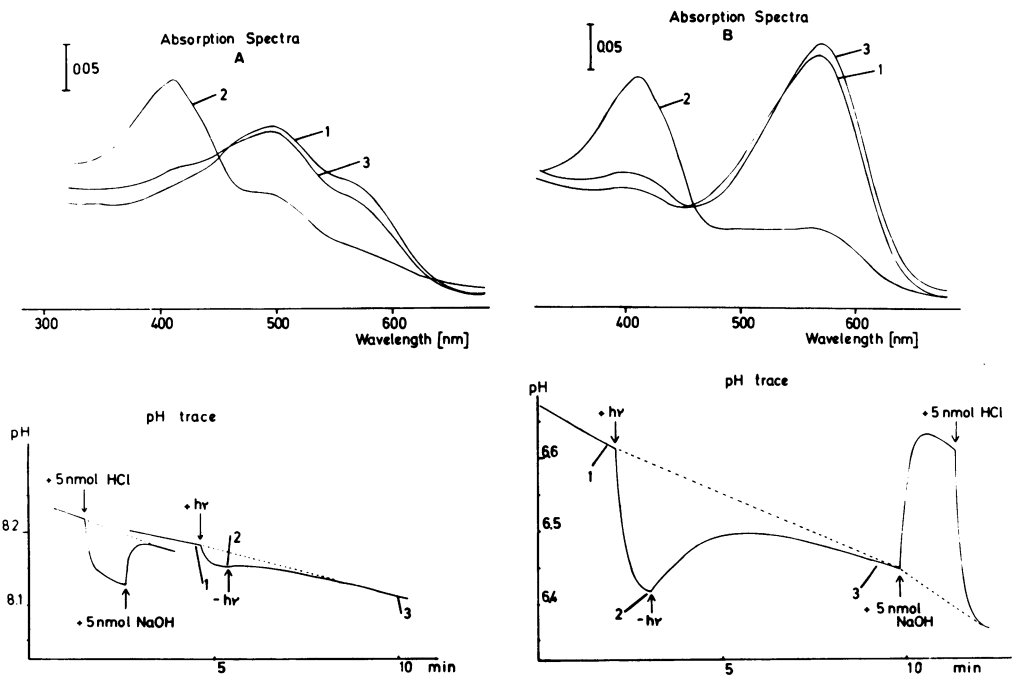 Absorption Spectra
A
005
2
1
3
300
400
500
600
Wavelength [nm]
Absorption Spectra
B
005
3
1
2
400
500
600
Wavelength [nm]
pH trace
pH
+ 5 nmol HCl
+ hν
8.2
2
1
- hν
8.1
+ 5 nmol NaOH
3
5
10
min
pH trace
pH
+ hν
+ 5 nmol HCl
6.6
1
6.5
3
6.4
2
- hν
+ 5 nmol
NaOH
5
10
min